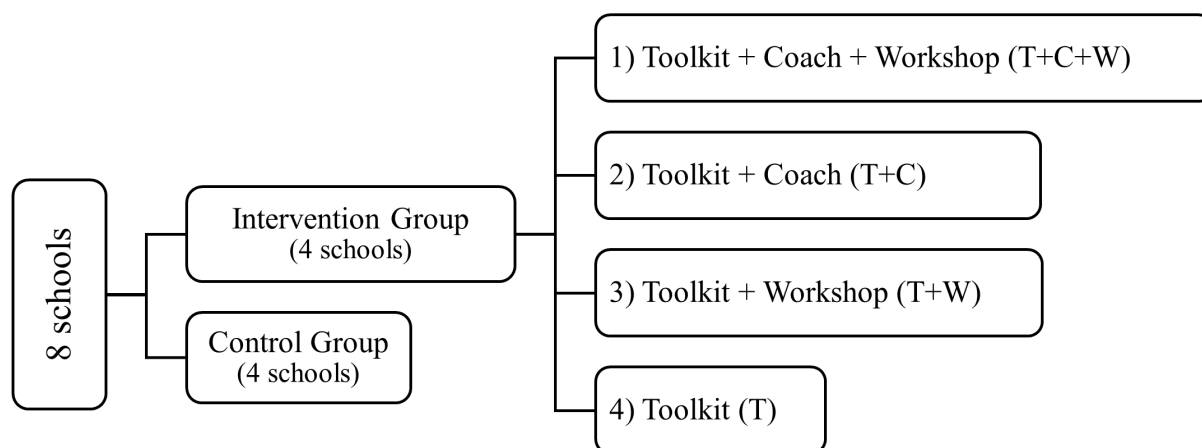 8 schools
Intervention Group
(4 schools)
Control Group
(4 schools)
1) Toolkit + Coach + Workshop (T+C+W)
2) Toolkit + Coach (T+C)
3) Toolkit + Workshop (T+W)
4) Toolkit (T)